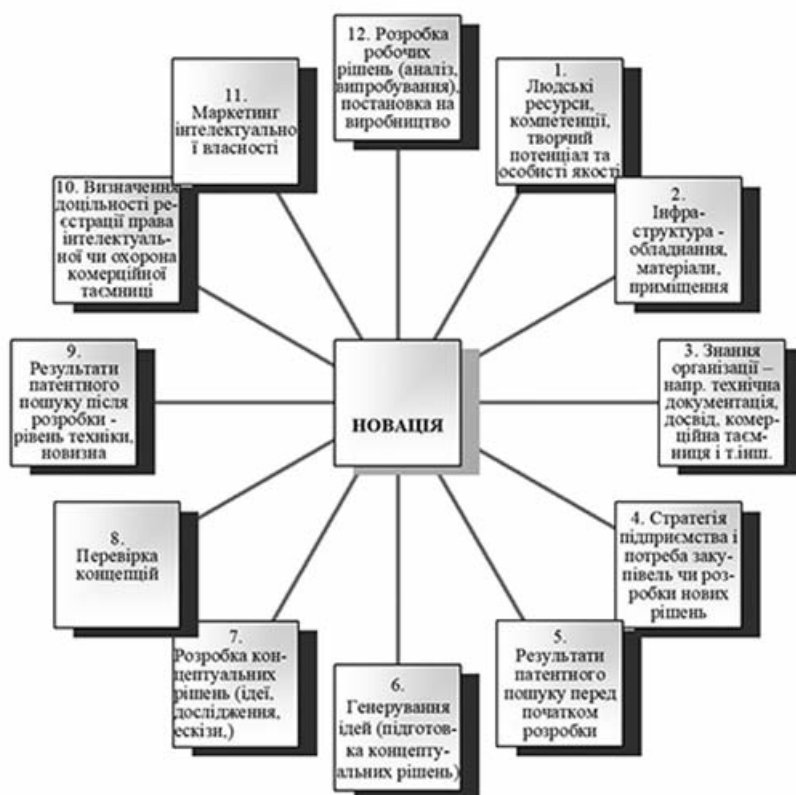 12. Розробка
робочих
рішень (аналіз,
випробування),
постановка на
виробництво
1.
Людські
ресурси,
компетенції,
творчий
потенціал та
особисті якості
2.
Інфра-
структура -
обладнання,
матеріали,
приміщення
3. Знання
організації –
напр. технічна
документація,
досвід, комер-
ційна таєм-
ниця і т.інш.
4. Стратегія
підприємства і
потреба заку-
півель чи роз-
робки нових
рішень
5.
Результати
патентного
пошуку перед
початком
розробки
6.
Генерування
ідей (підготов-
ка концепту-
альних рішень)
7.
Розробка кон-
цептуальних
рішень (ідеї,
дослідження,
ескізи,)
8.
Перевірка
концепцій
9.
Результати
патентного
пошуку після
розробки -
рівень техніки,
новизна
10. Визначення
доцільності ре-
єстрації права
інтелектуаль-
ної чи охорона
комерційної
таємниці
11.
Маркетинг
інтелектуально
ї власності
НОВАЦІЯ